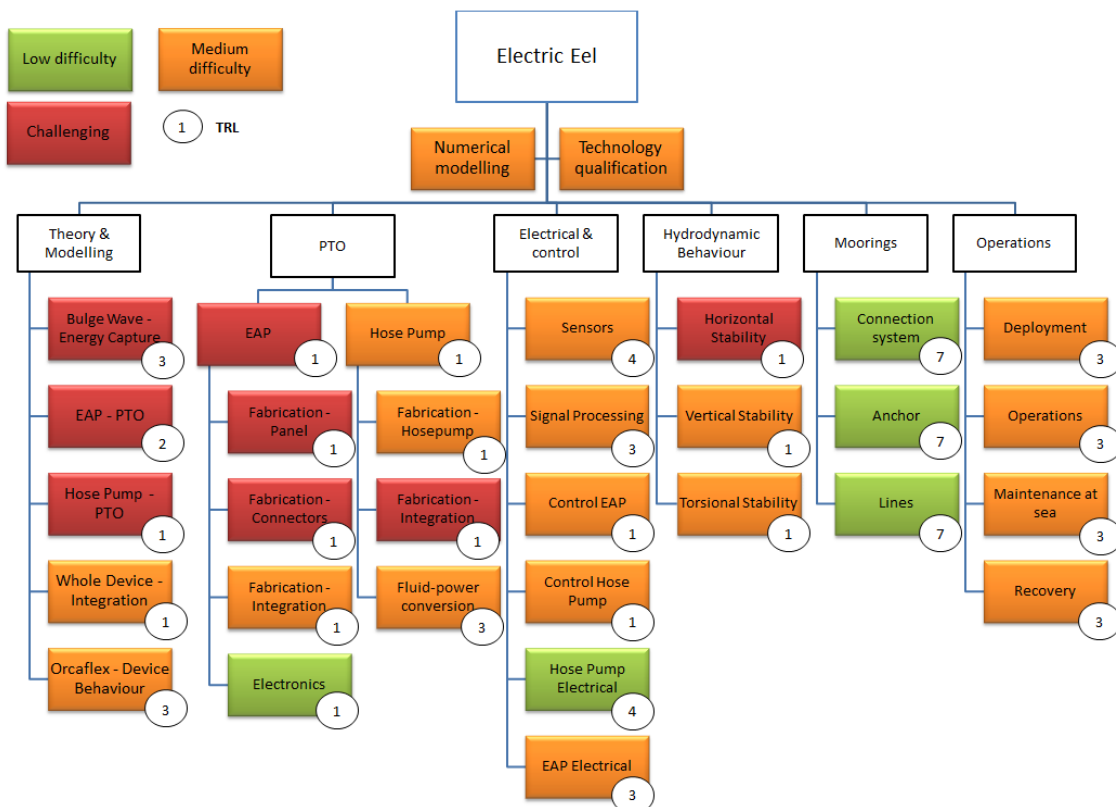 Low difficulty
Medium
difficulty
Challenging
1
TRL
Electric Eel
Numerical
modelling
Technology
qualification
Theory &
Modelling
PTO
Electrical &
control
Hydrodynamic
Behaviour
Moorings
Operations
Bulge Wave -
Energy Capture
3
EAP - PTO
2
Hose Pump -
PTO
1
Whole Device -
Integration
1
Orcaflex - Device
Behaviour
3
EAP
1
Fabrication -
Panel
1
Fabrication -
Connectors
1
Fabrication -
Integration
1
Electronics
1
Hose Pump
1
Fabrication -
Hosepump
1
Fabrication -
Integration
1
Fluid-power
conversion
3
Sensors
4
Signal Processing
3
Control EAP
1
Control Hose
Pump
1
Hose Pump
Electrical
4
EAP Electrical
3
Horizontal
Stability
1
Vertical Stability
1
Torsional Stability
1
Connection
system
7
Anchor
7
Lines
7
Deployment
3
Operations
3
Maintenance at
sea
3
Recovery
3